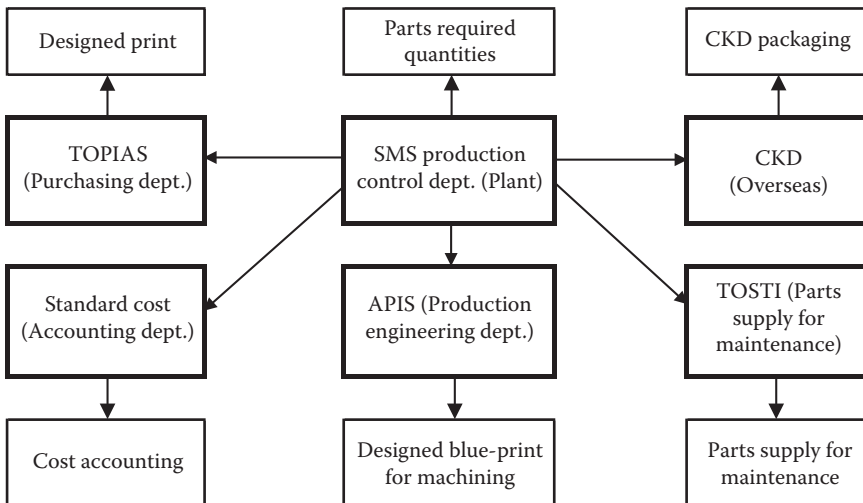 Designed print
Parts required
quantities
CKD packaging
TOPIAS
(Purchasing dept.)
SMS production
control dept. (Plant)
CKD
(Overseas)
Standard cost
(Accounting dept.)
APIS (Production
engineering dept.)
TOSTI (Parts
supply for
maintenance)
Cost accounting
Designed blue-print
for machining
Parts supply for
maintenance